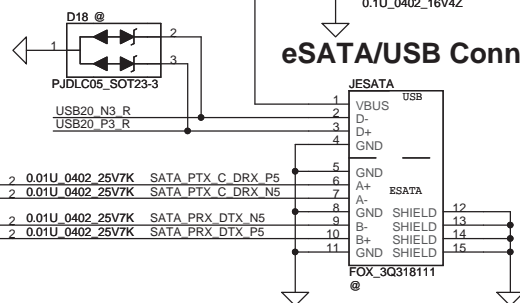 0.1U_0402_16V4Z
D18 @
1
2
3
PJDLC05_SOT23-3
eSATA/USB Conn
JESATA
USB20_N3_R
USB20_P3_R
1 VBUS USB
2 D-
3 D+
4 GND
5 GND
2 0.01U_0402_25V7K SATA_PTX_C_DRX_P5 6 A+ ESATA
2 0.01U_0402_25V7K SATA_PTX_C_DRX_N5 7 A-
8 GND SHIELD 12
2 0.01U_0402_25V7K SATA_PRX_DTX_N5 9 B- SHIELD 13
2 0.01U_0402_25V7K SATA_PRX_DTX_P5 10 B+ SHIELD 14
11 GND SHIELD 15
FOX_3Q318111
@